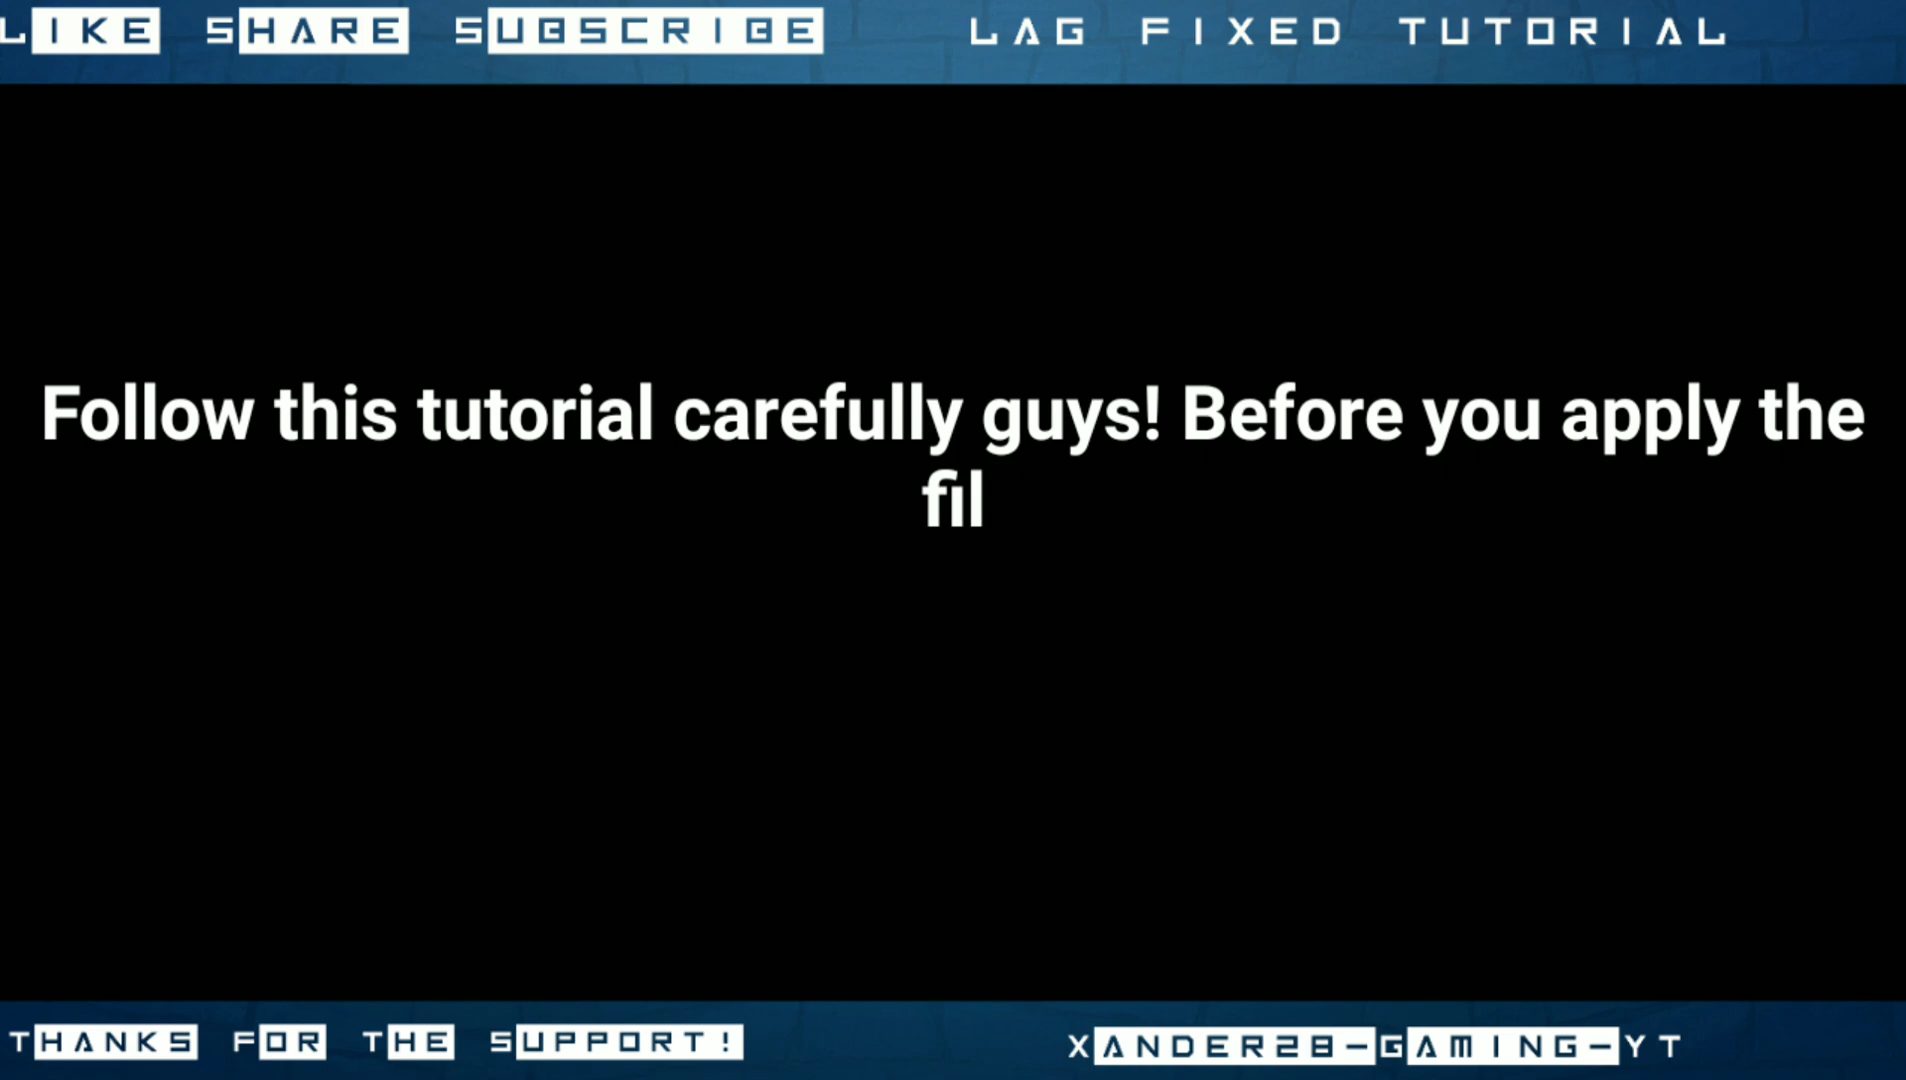 LIKE SHARE SUBSCRIBE LAG FIXED TUTORIAL
Follow this tutorial carefully guys! Before you apply the
fil
THANKS FOR THE SUPPORT! XANDER28-GAMING-YT